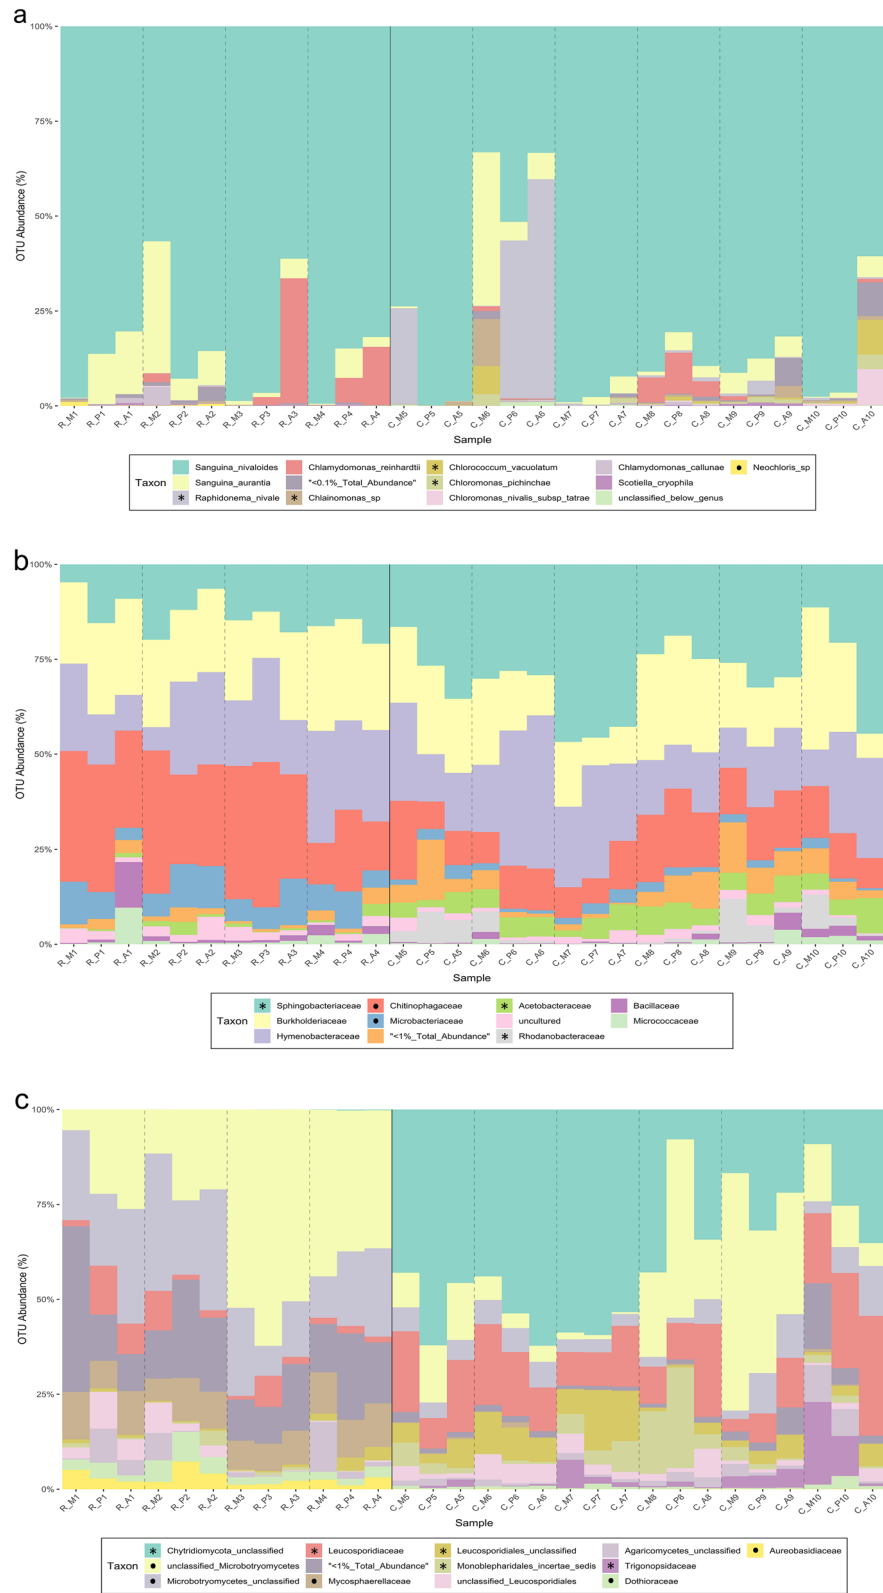 a
100%
75%
50%
25%
0%
OTU Abundance (%)
R_M1 R_P1 R_A1 R_M2 R_P2 R_A2 R_M3 R_P3 R_A3 R_M4 R_P4 R_A4 C_M5 C_P5 C_A5 C_M6 C_P6 C_A6 C_M7 C_P7 C_A7 C_M8 C_P8 C_A8 C_M9 C_P9 C_A9 C_M10 C_P10 C_A10
Sample
Taxon
Sanguina_nivaloides Chlamydomonas_reinhardtii Chlorococcum_vacuolatum Chlamydomonas_callunae Neochloris_sp
Sanguina_aurantia "<0.1%_Total_Abundance" Chloromonas_pichinchae Scotiella_cryophila
Raphidonema_nivale Chlainomonas_sp Chloromonas_nivalis_subsp_tatrae unclassified_below_genus
b
100%
75%
50%
25%
0%
OTU Abundance (%)
R_M1 R_P1 R_A1 R_M2 R_P2 R_A2 R_M3 R_P3 R_A3 R_M4 R_P4 R_A4 C_M5 C_P5 C_A5 C_M6 C_P6 C_A6 C_M7 C_P7 C_A7 C_M8 C_P8 C_A8 C_M9 C_P9 C_A9 C_M10 C_P10 C_A10
Sample
Taxon
Sphingobacteriaceae Chitinophagaceae Acetobacteraceae Bacillaceae
Burkholderiaceae Microbacteriaceae uncultured Micrococcaceae
Hymenobacteraceae "<1%_Total_Abundance" Rhodanobacteraceae
c
100%
75%
50%
25%
0%
OTU Abundance (%)
R_M1 R_P1 R_A1 R_M2 R_P2 R_A2 R_M3 R_P3 R_A3 R_M4 R_P4 R_A4 C_M5 C_P5 C_A5 C_M6 C_P6 C_A6 C_M7 C_P7 C_A7 C_M8 C_P8 C_A8 C_M9 C_P9 C_A9 C_M10 C_P10 C_A10
Sample
Taxon
Chytridiomycota_unclassified Leucosporidiaceae Leucosporidiales_unclassified Agaricomycetes_unclassified Aureobasidiaceae
unclassified_Microbotryomycetes "<1%_Total_Abundance" Monoblepharidales_incertae_sedis Trigonopsidaceae
Microbotryomycetes_unclassified Mycosphaerellaceae unclassified_Leucosporidiales Dothioraceae